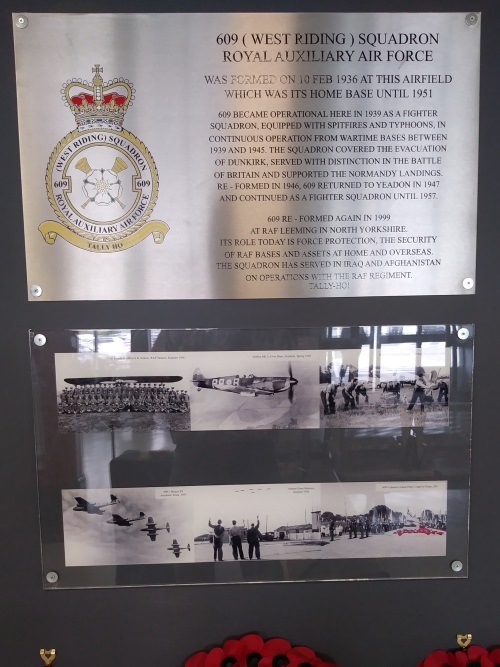 609 ( WEST RIDING ) SQUADRON
ROYAL AUXILIARY AIR FORCE
WAS FORMED ON 10 FEB 1936 AT THIS AIRFIELD
WHICH WAS ITS HOME BASE UNTIL 1951
609 BECAME OPERATIONAL HERE IN 1939 AS A FIGHTER
SQUADRON, EQUIPPED WITH SPITFIRES AND TYPHOONS, IN
CONTINUOUS OPERATION FROM WARTIME BASES BETWEEN
1939 AND 1945. THE SQUADRON COVERED THE EVACUATION
OF DUNKIRK, SERVED WITH DISTINCTION IN THE BATTLE
OF BRITAIN AND SUPPORTED THE NORMANDY LANDINGS.
RE - FORMED IN 1946, 609 RETURNED TO YEADON IN 1947
AND CONTINUED AS A FIGHTER SQUADRON UNTIL 1957.
609 RE - FORMED AGAIN IN 1999
AT RAF LEEMING IN NORTH YORKSHIRE.
ITS ROLE TODAY IS FORCE PROTECTION, THE SECURITY
OF RAF BASES AND ASSETS AT HOME AND OVERSEAS.
THE SQUADRON HAS SERVED IN IRAQ AND AFGHANISTAN
ON OPERATIONS WITH THE RAF REGIMENT.
TALLY-HO!
(WEST RIDING) SQUADRON
609 609
ROYAL AUXILIARY AIR FORCE
TALLY HO